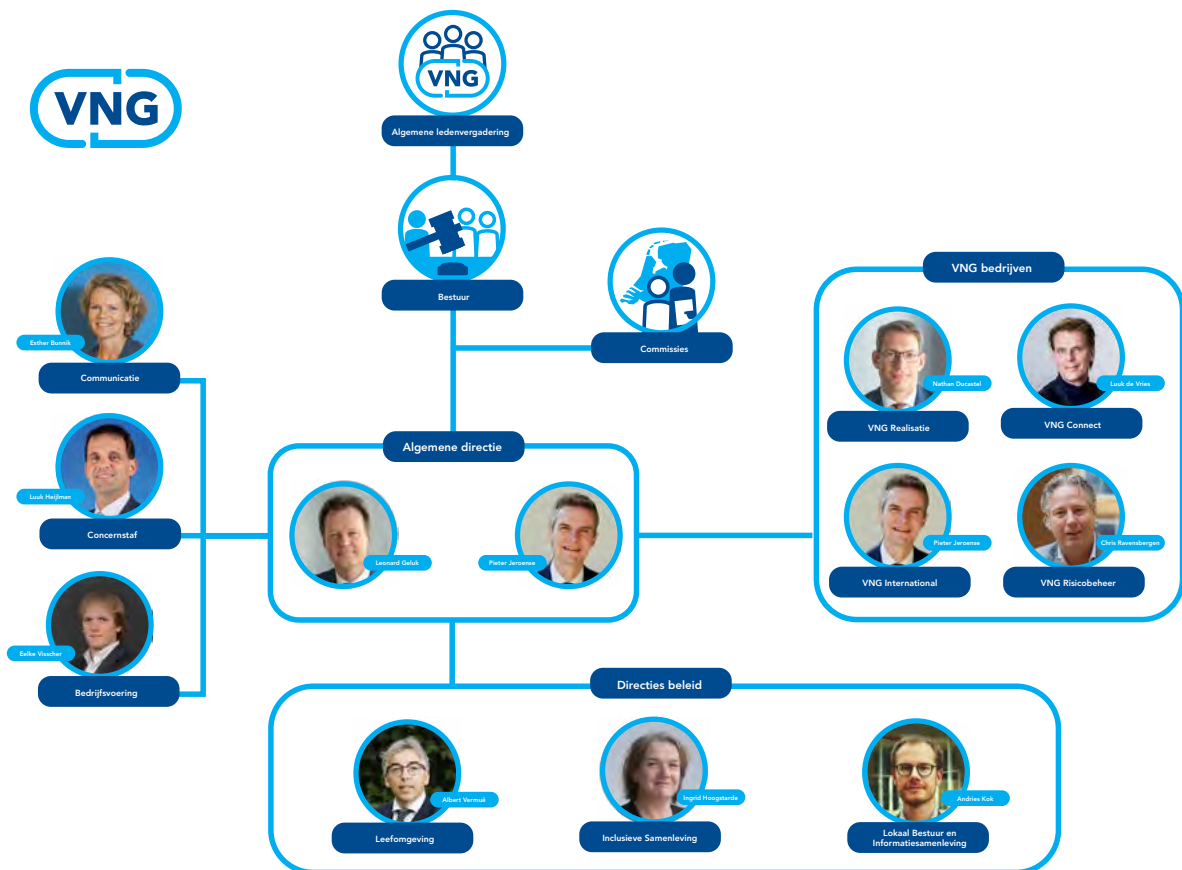 VNG
VNG
Algemene ledenvergadering
Bestuur
Commissies
Esther Bunnik
Communicatie
Luuk Heijlman
Concernstaf
Eelke Visscher
Bedrijfsvoering
Algemene directie
Leonard Geluk
Pieter Jeroense
VNG bedrijven
Nathan Ducastel
VNG Realisatie
Luuk de Vries
VNG Connect
Pieter Jeroense
VNG International
Chris Ravensbergen
VNG Risicobeheer
Directies beleid
Albert Vermuë
Leefomgeving
Ingrid Hoogstrade
Inclusieve Samenleving
Andries Kok
Lokaal Bestuur en
Informatiesamenleving